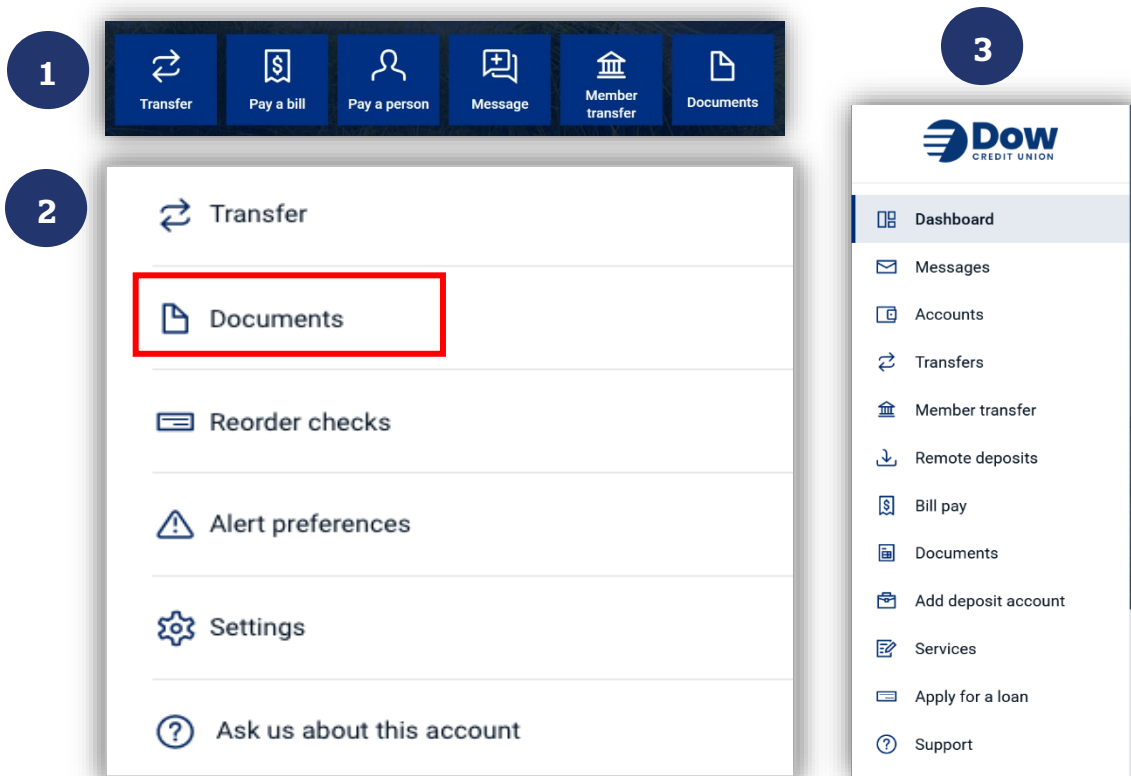 1
Transfer
Pay a bill
Pay a person
Message
Member
transfer
Documents
2
Transfer
Documents
Reorder checks
Alert preferences
Settings
Ask us about this account
3
Dow
CREDIT UNION
Dashboard
Messages
Accounts
Transfers
Member transfer
Remote deposits
Bill pay
Documents
Add deposit account
Services
Apply for a loan
Support